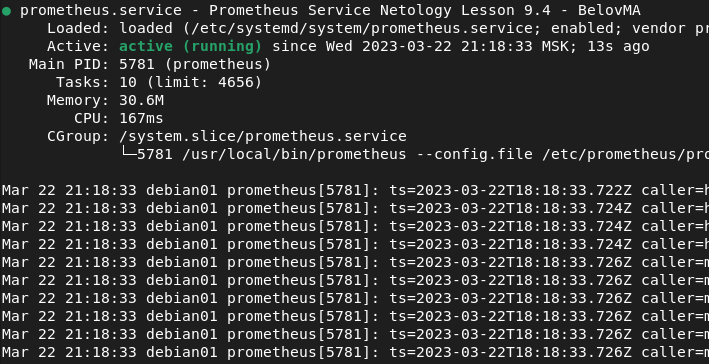 ● prometheus.service - Prometheus Service Netology Lesson 9.4 - BelovMA
Loaded: loaded (/etc/systemd/system/prometheus.service; enabled; vendor pr
Active: active (running) since Wed 2023-03-22 21:18:33 MSK; 13s ago
Main PID: 5781 (prometheus)
Tasks: 10 (limit: 4656)
Memory: 30.6M
CPU: 167ms
CGroup: /system.slice/prometheus.service
└─5781 /usr/local/bin/prometheus --config.file /etc/prometheus/pro
Mar 22 21:18:33 debian01 prometheus[5781]: ts=2023-03-22T18:18:33.722Z caller=h
Mar 22 21:18:33 debian01 prometheus[5781]: ts=2023-03-22T18:18:33.724Z caller=h
Mar 22 21:18:33 debian01 prometheus[5781]: ts=2023-03-22T18:18:33.724Z caller=h
Mar 22 21:18:33 debian01 prometheus[5781]: ts=2023-03-22T18:18:33.724Z caller=h
Mar 22 21:18:33 debian01 prometheus[5781]: ts=2023-03-22T18:18:33.726Z caller=m
Mar 22 21:18:33 debian01 prometheus[5781]: ts=2023-03-22T18:18:33.726Z caller=m
Mar 22 21:18:33 debian01 prometheus[5781]: ts=2023-03-22T18:18:33.726Z caller=m
Mar 22 21:18:33 debian01 prometheus[5781]: ts=2023-03-22T18:18:33.726Z caller=m
Mar 22 21:18:33 debian01 prometheus[5781]: ts=2023-03-22T18:18:33.726Z caller=m
Mar 22 21:18:33 debian01 prometheus[5781]: ts=2023-03-22T18:18:33.726Z caller=m